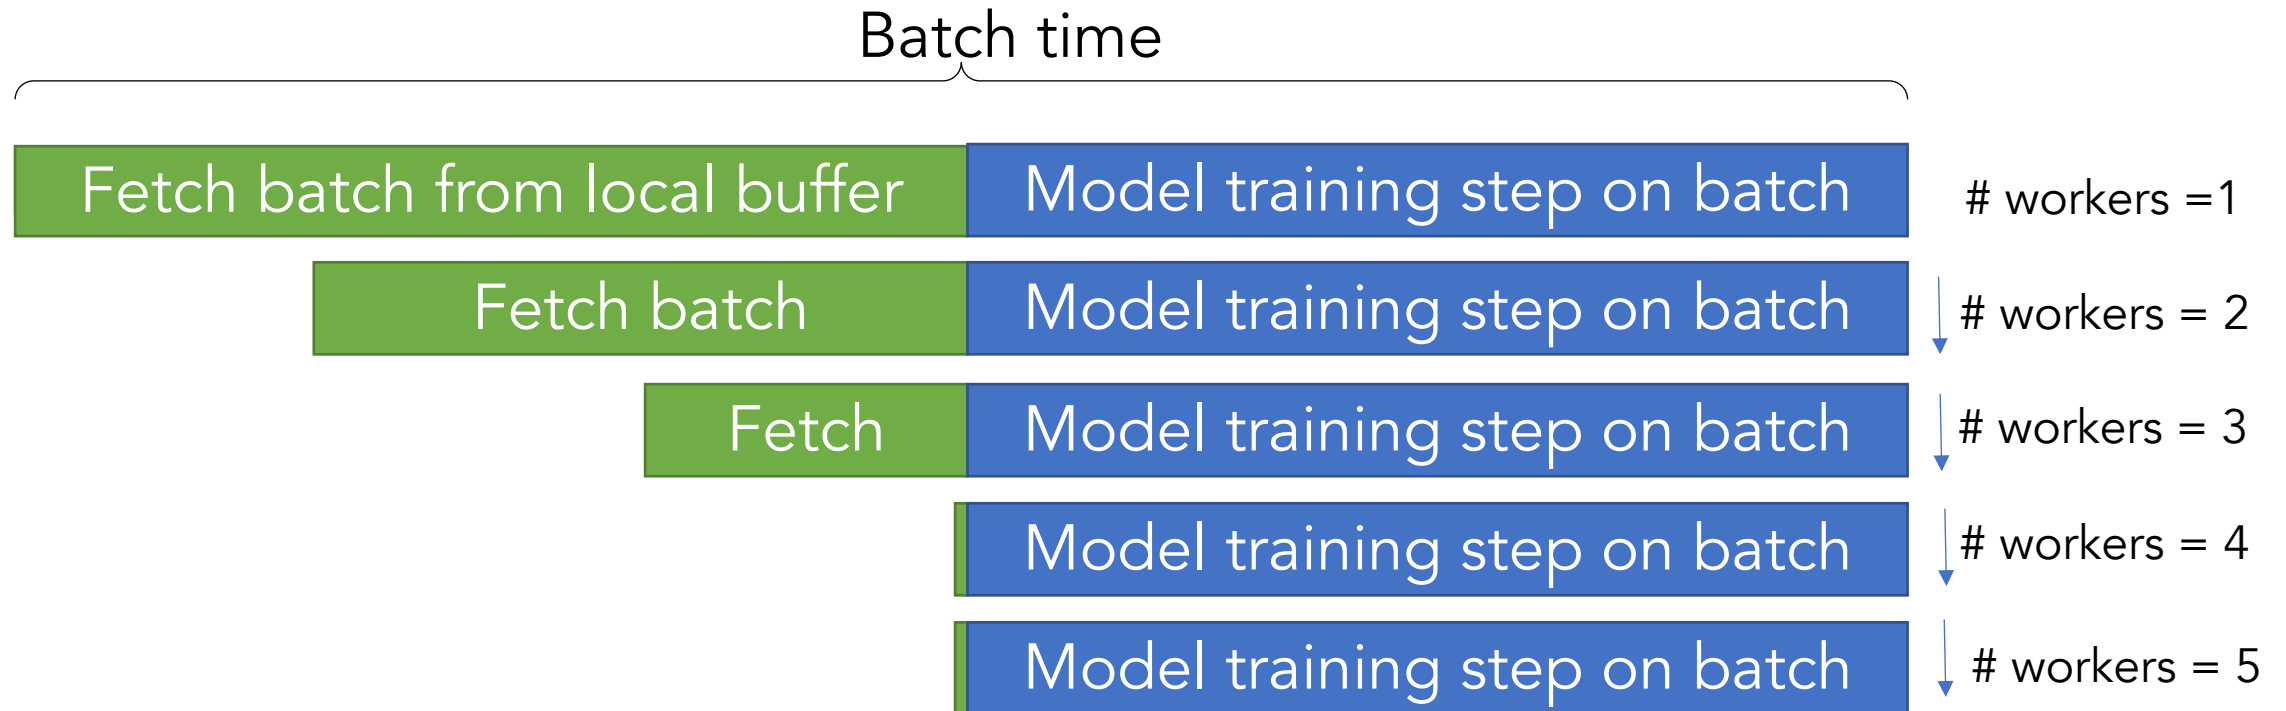 Batch time
Fetch batch from local buffer Model training step on batch # workers =1
Fetch batch Model training step on batch # workers = 2
Fetch Model training step on batch # workers = 3
Model training step on batch # workers = 4
Model training step on batch # workers = 5